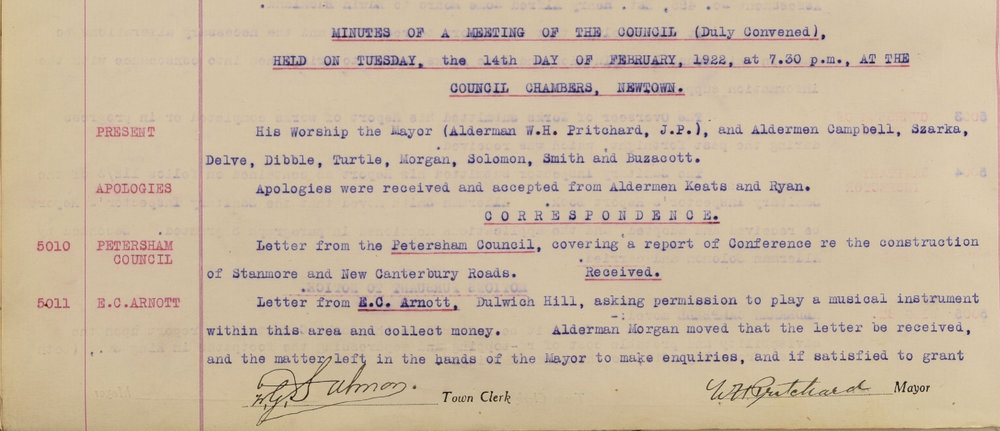 MINUTES OF A MEETING OF THE COUNCIL (Duly Convened),
HELD ON TUESDAY, the 14th DAY OF FEBRUARY, 1922, at 7.30 p.m., AT THE
COUNCIL CHAMBERS, NEWTOWN.
PRESENT His Worship the Mayor (Alderman W.H. Pritchard, J.P.), and Aldermen Campbell, Szarka,
Delve, Dibble, Turtle, Morgan, Solomon, Smith and Buzacott.
APOLOGIES Apologies were received and accepted from Aldermen Keats and Ryan.
CORRESPONDENCE.
5010 PETERSHAM Letter from the Petersham Council, covering a report of Conference re the construction
COUNCIL of Stanmore and New Canterbury Roads. Received.
5011 E.C.ARNOTT Letter from E.C. Arnott, Dulwich Hill, asking permission to play a musical instrument
within this area and collect money. Alderman Morgan moved that the letter be received,
and the matter left in the hands of the Mayor to make enquiries, and if satisfied to grant
Salmon. Town Clerk W H Pritchard Mayor